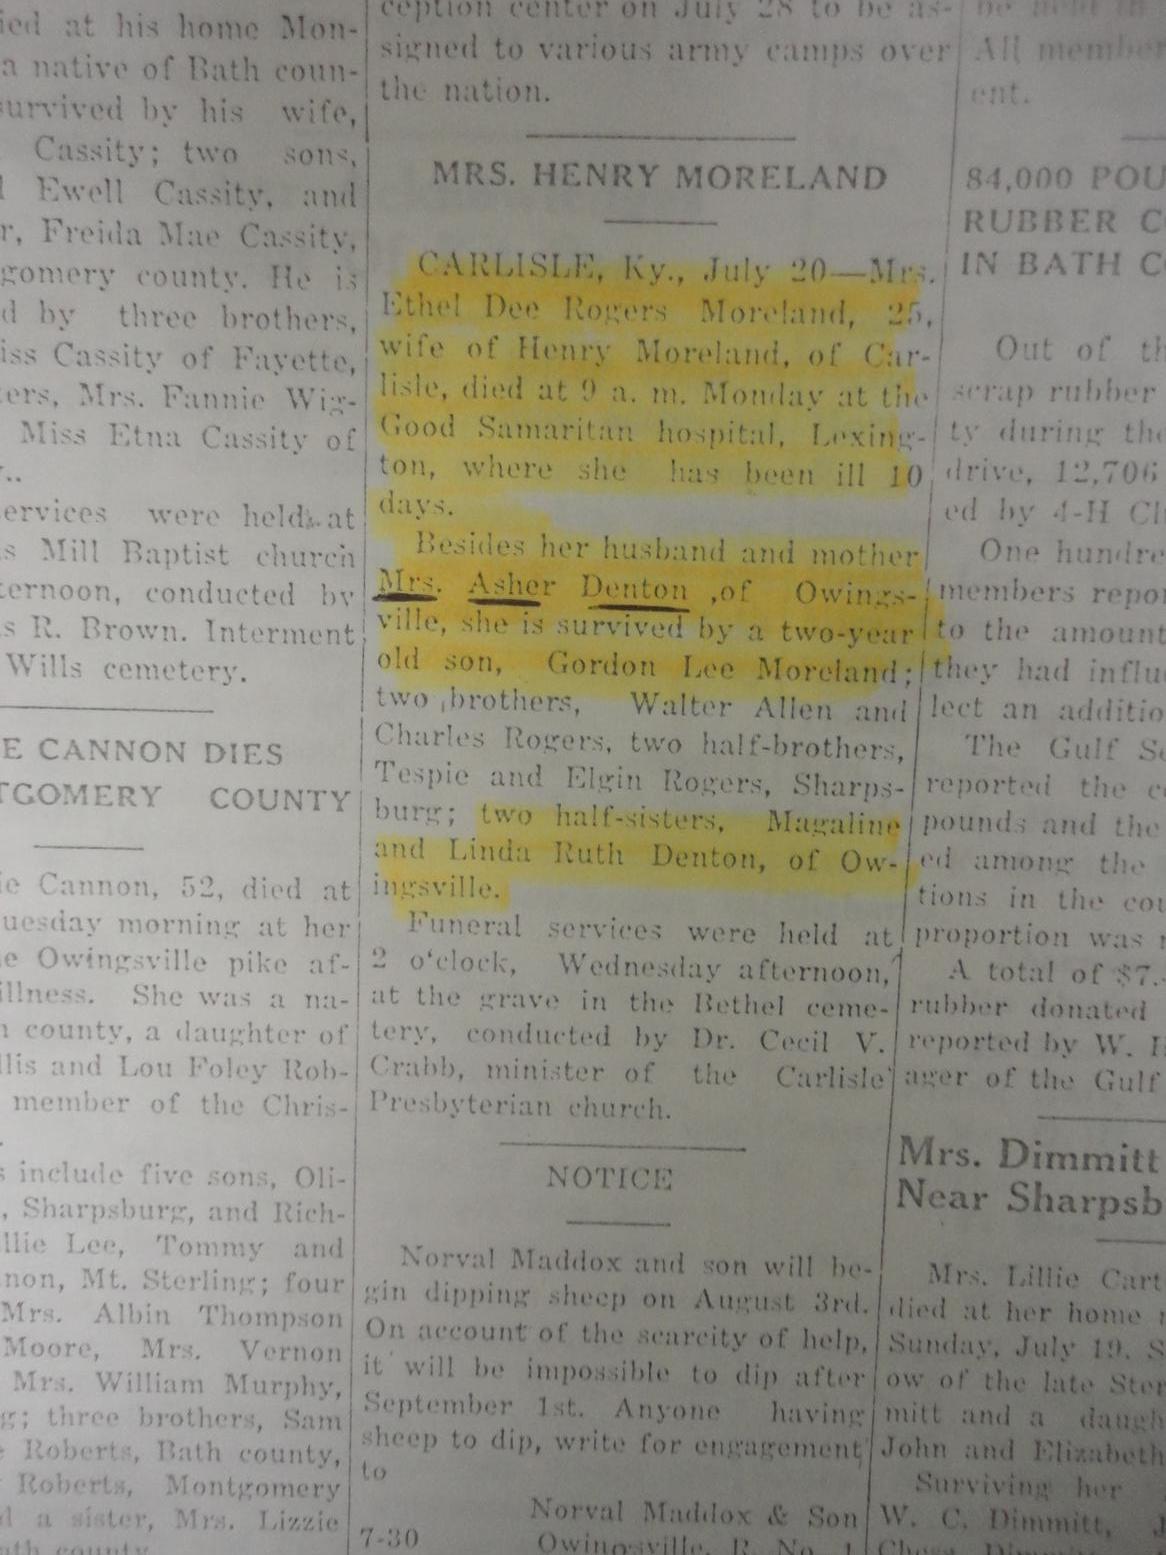 ied at his home Mon-
a native of Bath coun-
survived by his wife,
Cassity; two sons,
Ewell Cassity, and
r, Freida Mae Cassity,
gomery county. He is
d by three brothers,
iss Cassity of Fayette,
ers, Mrs. Fannie Wig-
Miss Etna Cassity of
ervices were held at
s Mill Baptist church
ternoon, conducted by
s R. Brown. Interment
Wills cemetery.
E CANNON DIES
TGOMERY COUNTY
ie Cannon, 52, died at
uesday morning at her
e Owingsville pike af-
illness. She was a na-
h county, a daughter of
llis and Lou Foley Rob-
member of the Chris-
s include five sons, Oli-
, Sharpsburg, and Rich-
llie Lee, Tommy and
nnon, Mt. Sterling; four
Mrs. Albin Thompson
Moore, Mrs. Vernon
Mrs. William Murphy,
g; three brothers, Sam
e Roberts, Bath county,
Roberts, Montgomery
d a sister, Mrs. Lizzie
ath county.
ception center on July 28 to be as-
signed to various army camps over
the nation.
MRS. HENRY MORELAND
CARLISLE, Ky., July 20—Mrs.
Ethel Dee Rogers Moreland, 25,
wife of Henry Moreland, of Car-
lisle, died at 9 a. m. Monday at the
Good Samaritan hospital, Lexing-
ton, where she has been ill 10
days.
Besides her husband and mother
Mrs. Asher Denton ,of Owings-
ville, she is survived by a two-year
old son, Gordon Lee Moreland;
two brothers, Walter Allen and
Charles Rogers, two half-brothers,
Tespie and Elgin Rogers, Sharps-
burg; two half-sisters, Magaline
and Linda Ruth Denton, of Ow-
ingsville.
Funeral services were held at
2 o'clock, Wednesday afternoon,
at the grave in the Bethel ceme-
tery, conducted by Dr. Cecil V.
Crabb, minister of the Carlisle
Presbyterian church.
NOTICE
Norval Maddox and son will be-
gin dipping sheep on August 3rd.
On account of the scarcity of help,
it will be impossible to dip after
September 1st. Anyone having
sheep to dip, write for engagement
to
Norval Maddox & Son
7-30 Owingsville, R. No. 1
be held in
All member
ent.
84,000 POU
RUBBER C
IN BATH CO
Out of th
scrap rubber
ty during the
drive, 12,706
ed by 4-H Cl
One hundre
members repor
to the amount
they had influe
lect an additio
The Gulf Se
reported the c
pounds and the
ed among the
tions in the cou
proportion was
A total of $7.
rubber donated
reported by W. H
ager of the Gulf
Mrs. Dimmitt
Near Sharpsb
Mrs. Lillie Cart
died at her home
Sunday, July 19. S
ow of the late Ster
mitt and a daugh
John and Elizabeth
Surviving her
W. C. Dimmitt, J